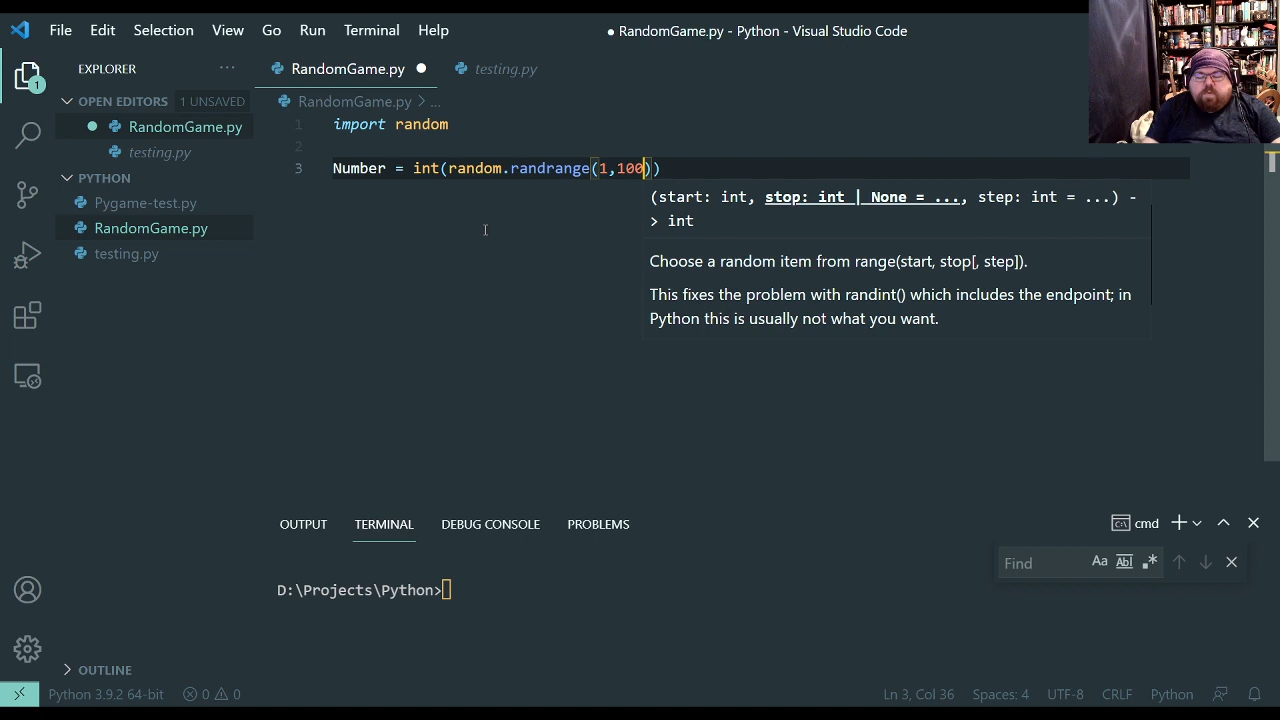 File Edit Selection View Go Run Terminal Help
● RandomGame.py - Python - Visual Studio Code
EXPLORER ...
RandomGame.py ●
testing.py
OPEN EDITORS 1 UNSAVED
● RandomGame.py
testing.py
PYTHON
Pygame-test.py
RandomGame.py
testing.py
1
RandomGame.py > ...
1 import random
2
3 Number = int(random.randrange(1,100))
(start: int, stop: int | None = ..., step: int = ...) -
> int
Choose a random item from range(start, stop[, step]).
This fixes the problem with randint() which includes the endpoint; in
Python this is usually not what you want.
OUTPUT TERMINAL DEBUG CONSOLE PROBLEMS
cmd
Find Aa Abl .*
D:\Projects\Python>
OUTLINE
Python 3.9.2 64-bit 0 0
Ln 3, Col 36 Spaces: 4 UTF-8 CRLF Python